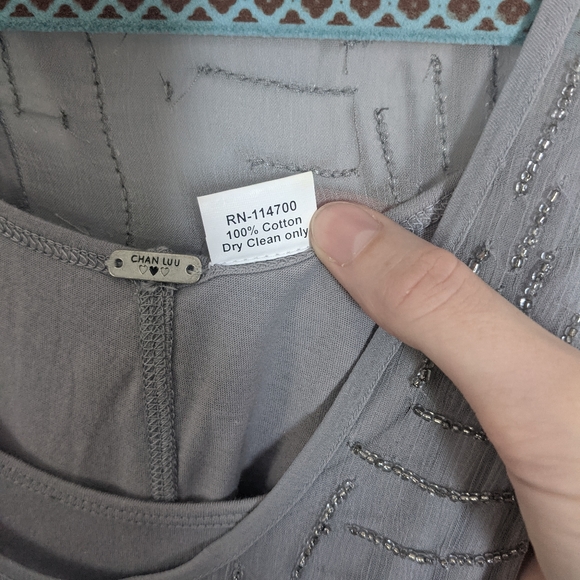 RN-114700
100% Cotton
Dry Clean only
CHAN LUU